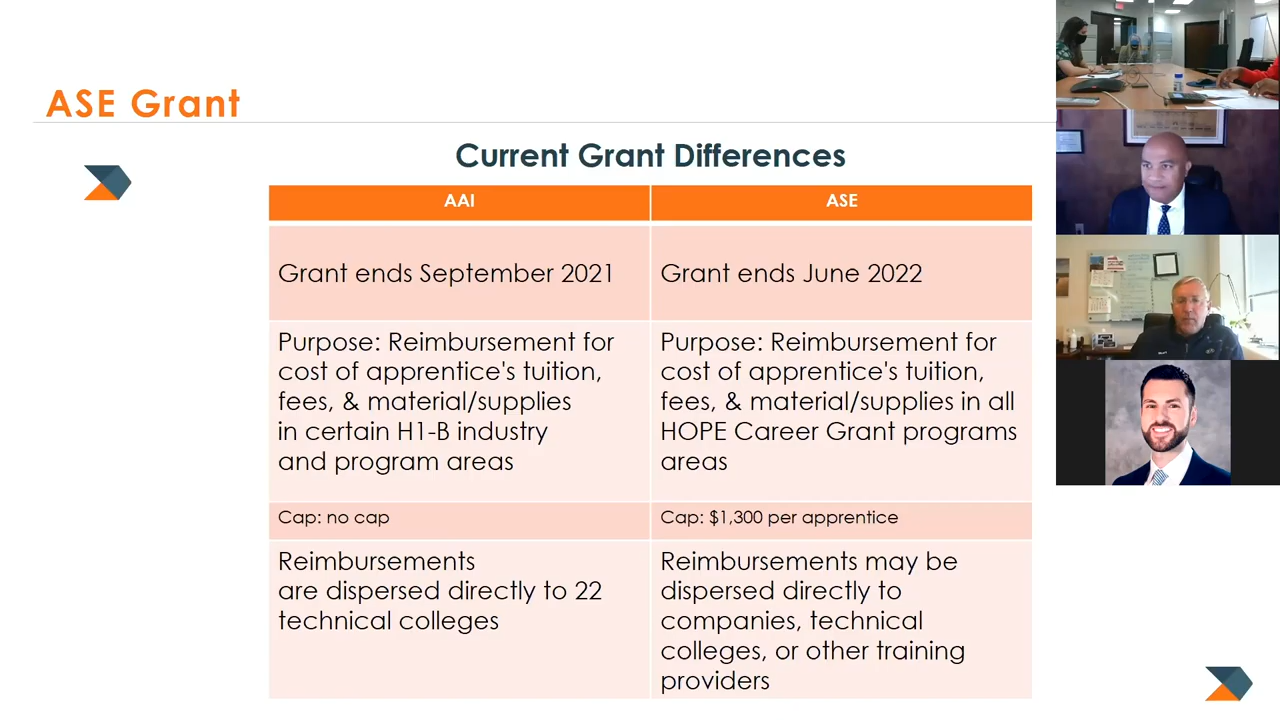 ASE Grant
Current Grant Differences
AAI
ASE
Grant ends September 2021
Grant ends June 2022
Purpose: Reimbursement for
cost of apprentice's tuition,
fees, & material/supplies
in certain H1-B industry
and program areas
Purpose: Reimbursement for
cost of apprentice's tuition,
fees, & material/supplies in all
HOPE Career Grant programs
areas
Cap: no cap
Cap: $1,300 per apprentice
Reimbursements
are dispersed directly to 22
technical colleges
Reimbursements may be
dispersed directly to
companies, technical
colleges, or other training
providers